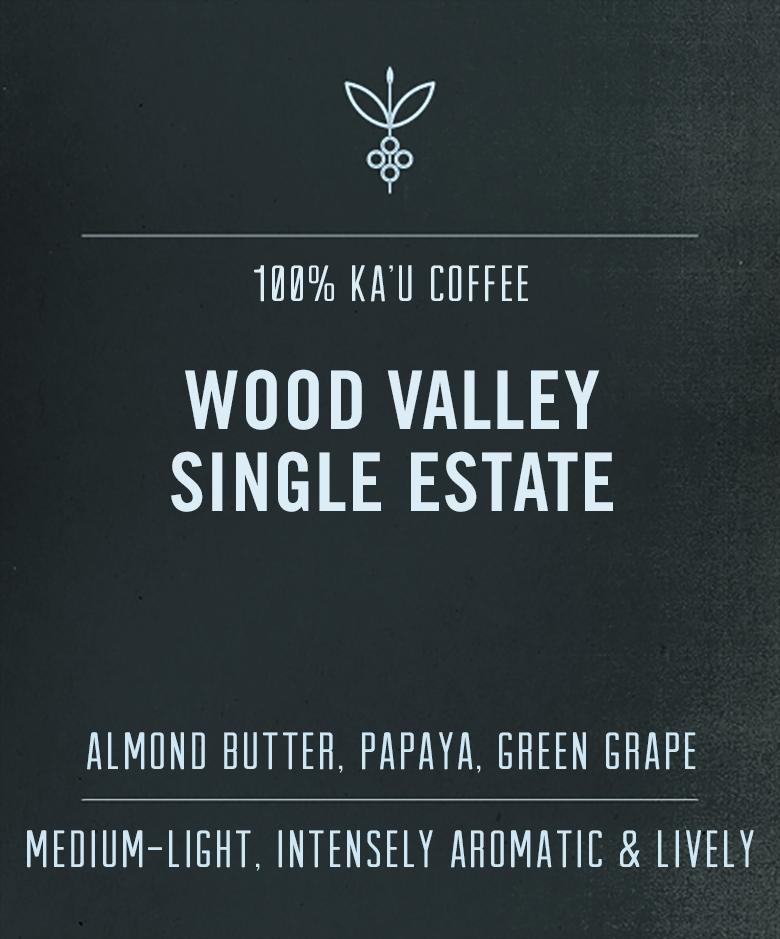 100% KA'U COFFEE
WOOD VALLEY
SINGLE ESTATE
ALMOND BUTTER, PAPAYA, GREEN GRAPE
MEDIUM-LIGHT, INTENSELY AROMATIC & LIVELY